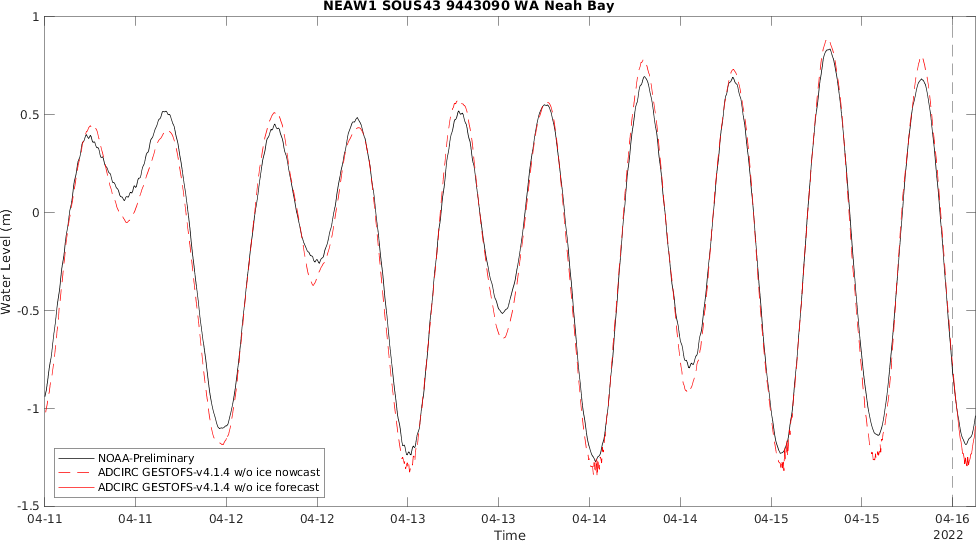 NEAW1 SOUS43 9443090 WA Neah Bay
1
0.5
0
-0.5
-1
-1.5
Water Level (m)
NOAA-Preliminary
ADCIRC GESTOFS-v4.1.4 w/o ice nowcast
ADCIRC GESTOFS-v4.1.4 w/o ice forecast
04-11 04-11 04-12 04-12 04-13 04-13 04-14 04-14 04-15 04-15 04-16
Time 2022